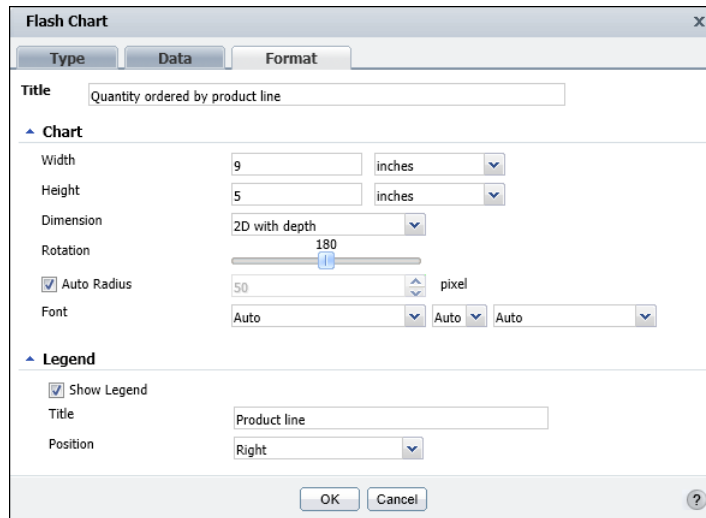 Flash Chart x
Type Data Format
Title Quantity ordered by product line
Chart
Width 9 inches
Height 5 inches
Dimension 2D with depth
Rotation 180
Auto Radius 50 pixel
Font Auto Auto Auto
Legend
Show Legend
Title Product line
Position Right
OK Cancel ?